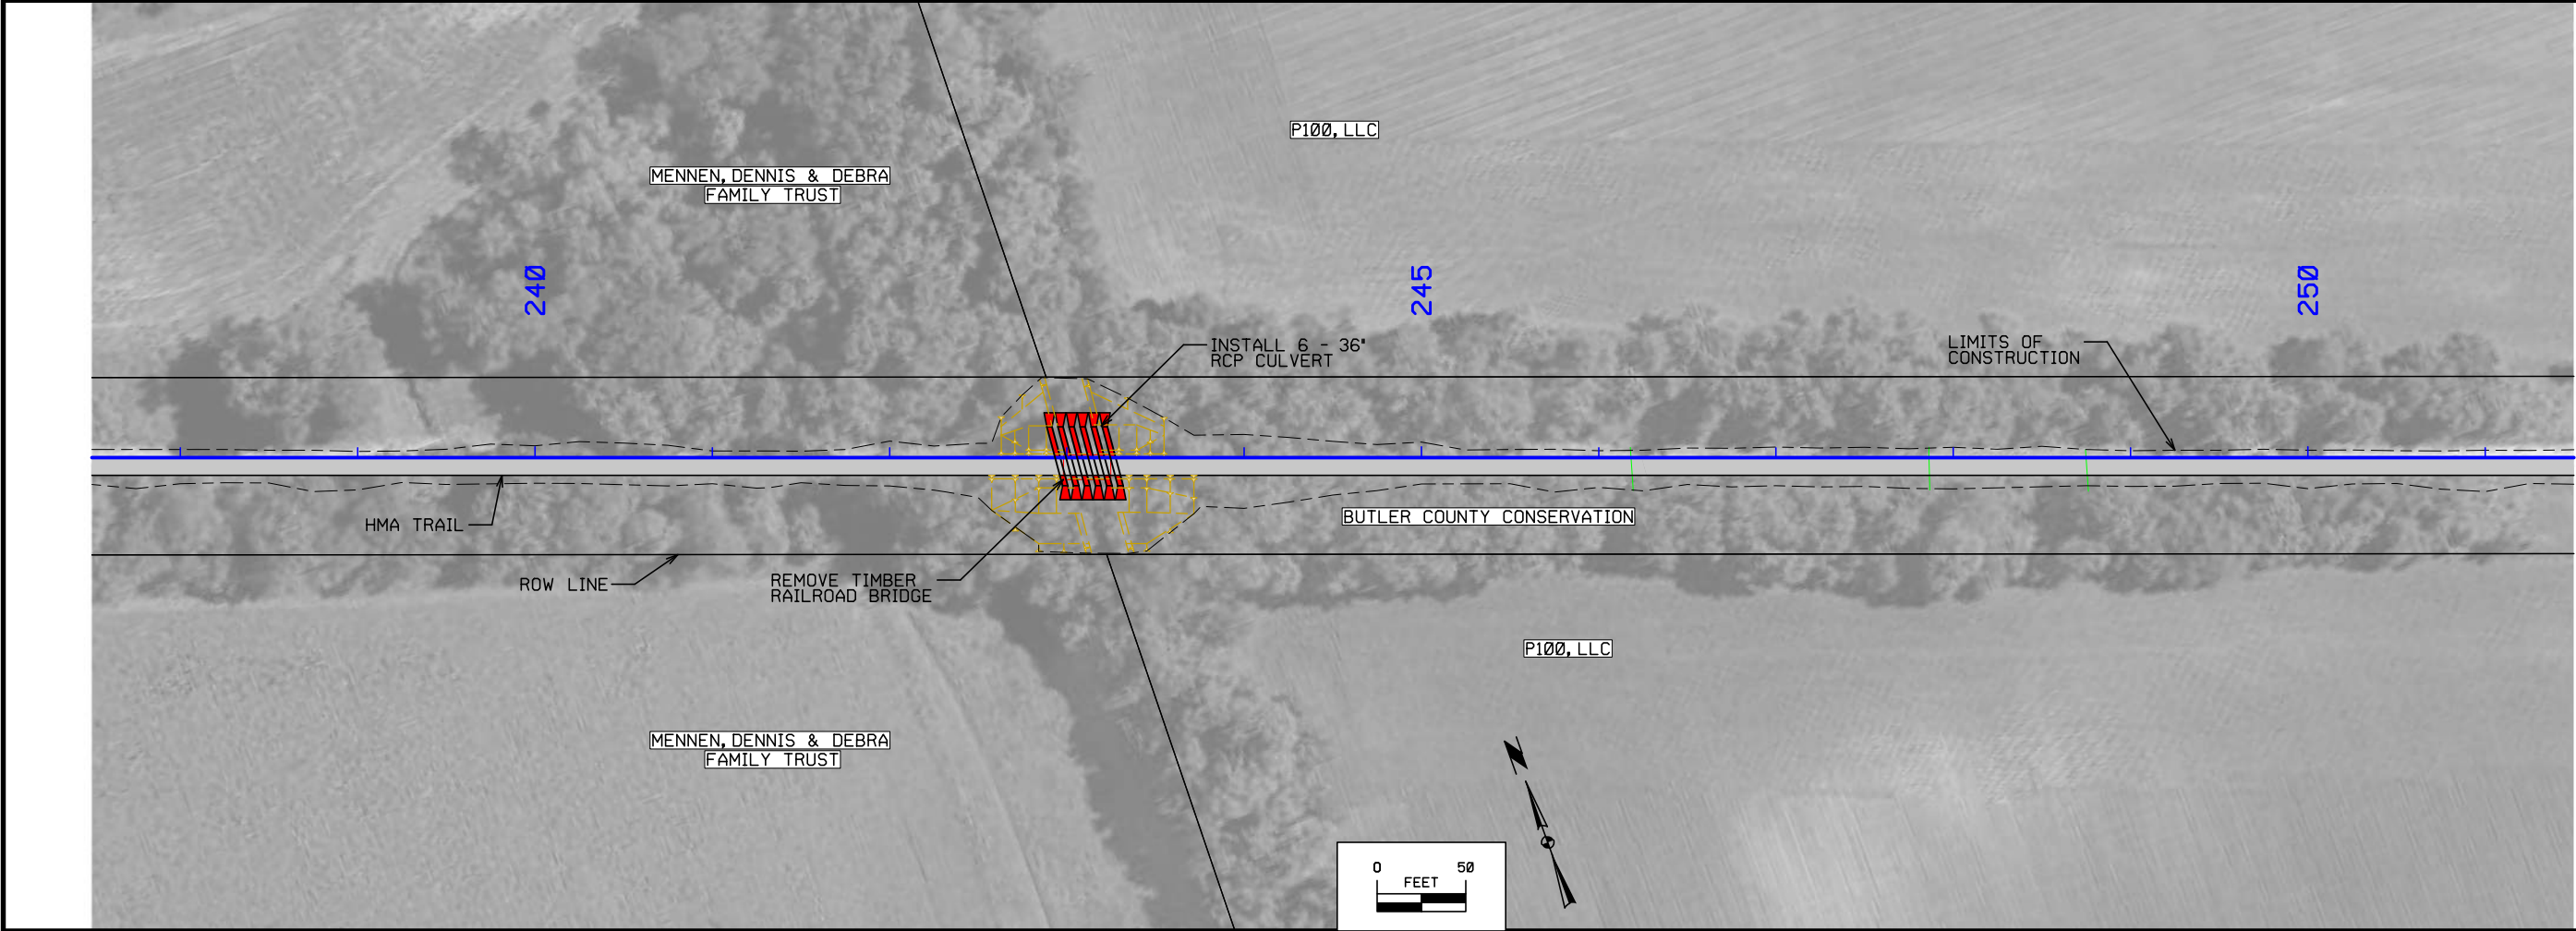 P100, LLC
MENNEN, DENNIS & DEBRA
FAMILY TRUST
240
245
250
INSTALL 6 - 36"
RCP CULVERT
LIMITS OF
CONSTRUCTION
HMA TRAIL
BUTLER COUNTY CONSERVATION
ROW LINE
REMOVE TIMBER
RAILROAD BRIDGE
P100, LLC
MENNEN, DENNIS & DEBRA
FAMILY TRUST
N
0 50
FEET